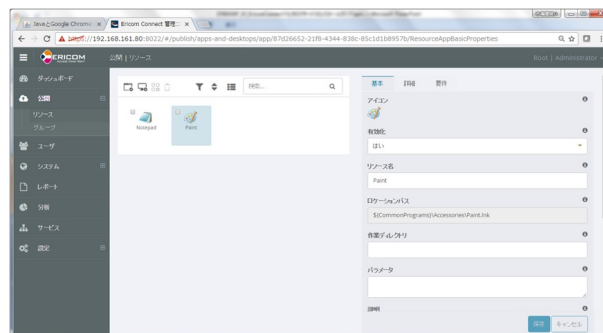 JavaとGoogle Chrome
Ericom Connect 管理コ
https://192.168.161.80:8022/#/publish/apps-and-desktops/app/87d26652-21f8-4344-838c-85c1d1b8957b/ResourceAppBasicProperties
ERICOM
公開 | リソース
Root | Administrator
ダッシュボード
公開
リソース
グループ
ユーザ
システム
レポート
分析
サービス
設定
検索...
Notepad
Paint
基本 詳細 要件
アイコン
有効化
はい
リソース名
Paint
ロケーションパス
${CommonPrograms}\Accessories\Paint.lnk
作業ディレクトリ
パラメータ
説明
保存 キャンセル